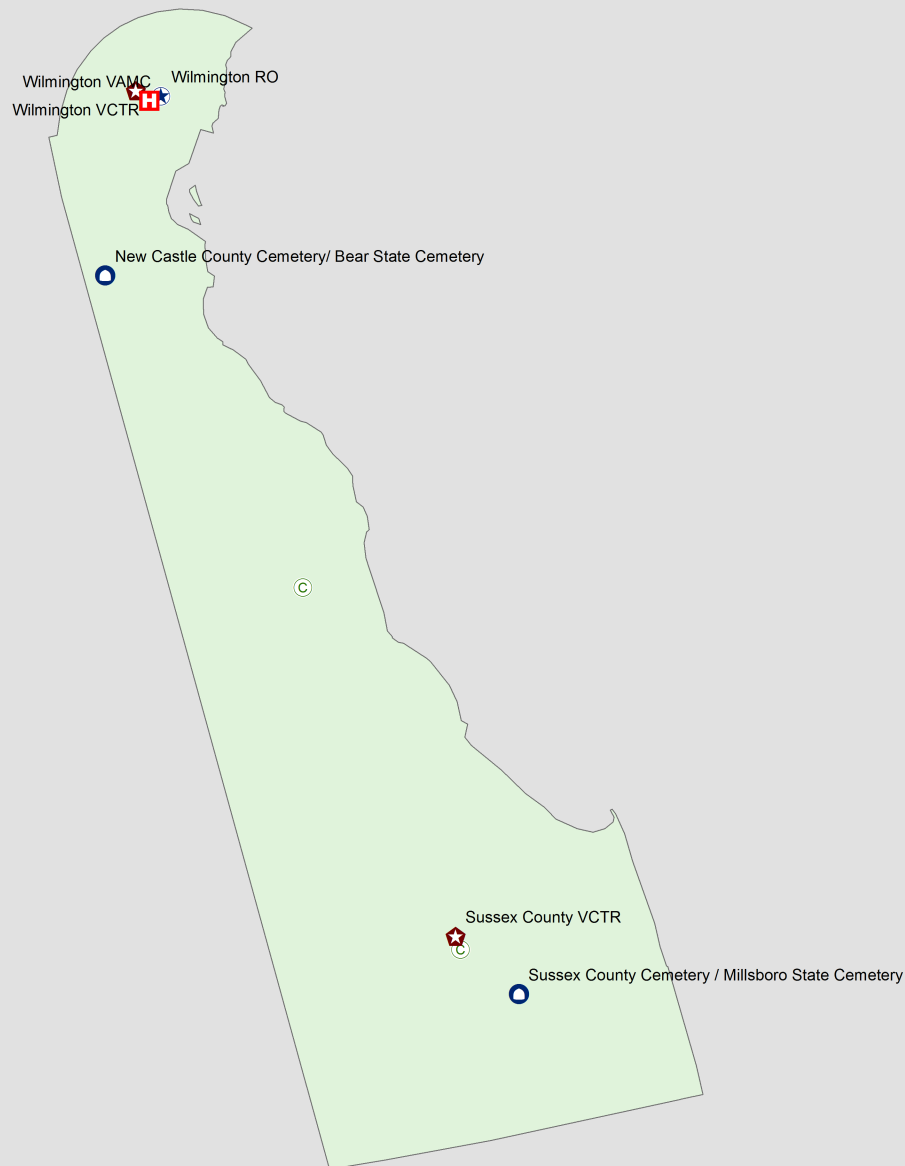 Wilmington VAMC
Wilmington RO
H
Wilmington VCTR
New Castle County Cemetery/ Bear State Cemetery
C
Sussex County VCTR
C
Sussex County Cemetery / Millsboro State Cemetery